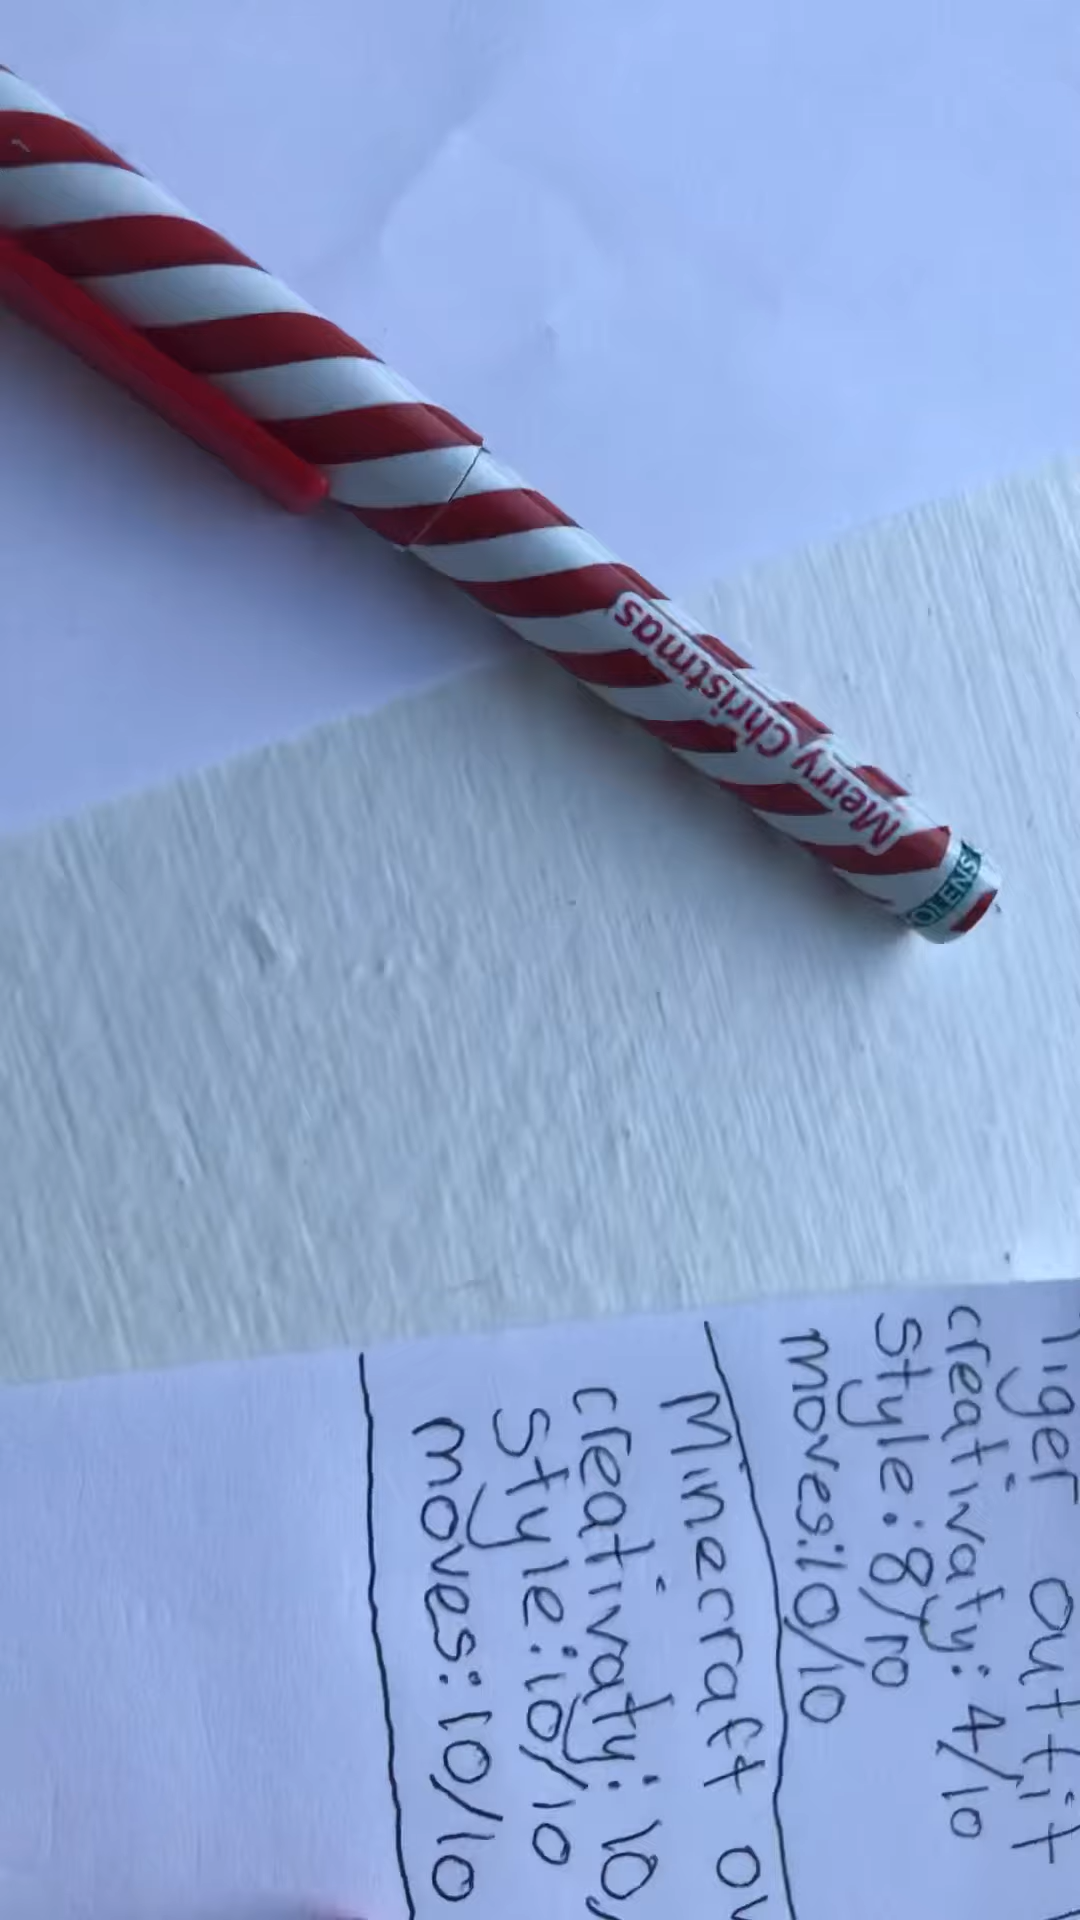 Merry Christmas
OLENS
Tiger outfit
creativaty: 4/10
Style: 8/10
moves: 10/10
Minecraft
creativaty: 10
Style: 10/10
moves: 10/10